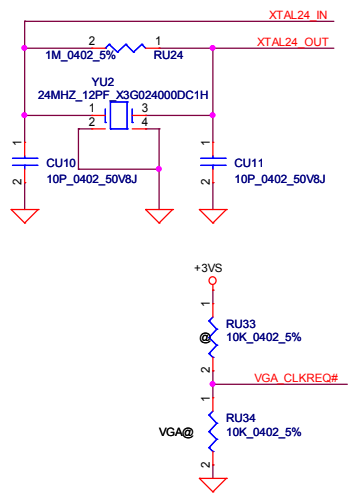 XTAL24_IN
2 1 XTAL24_OUT
1M_0402_5% RU24
YU2
24MHZ_12PF_X3G024000DC1H
1 3
2 4
1 1
CU10 CU11
2 10P_0402_50V8J 2 10P_0402_50V8J
+3VS
1
RU33
@ 10K_0402_5%
2
VGA_CLKREQ#
1
RU34
VGA@ 10K_0402_5%
2